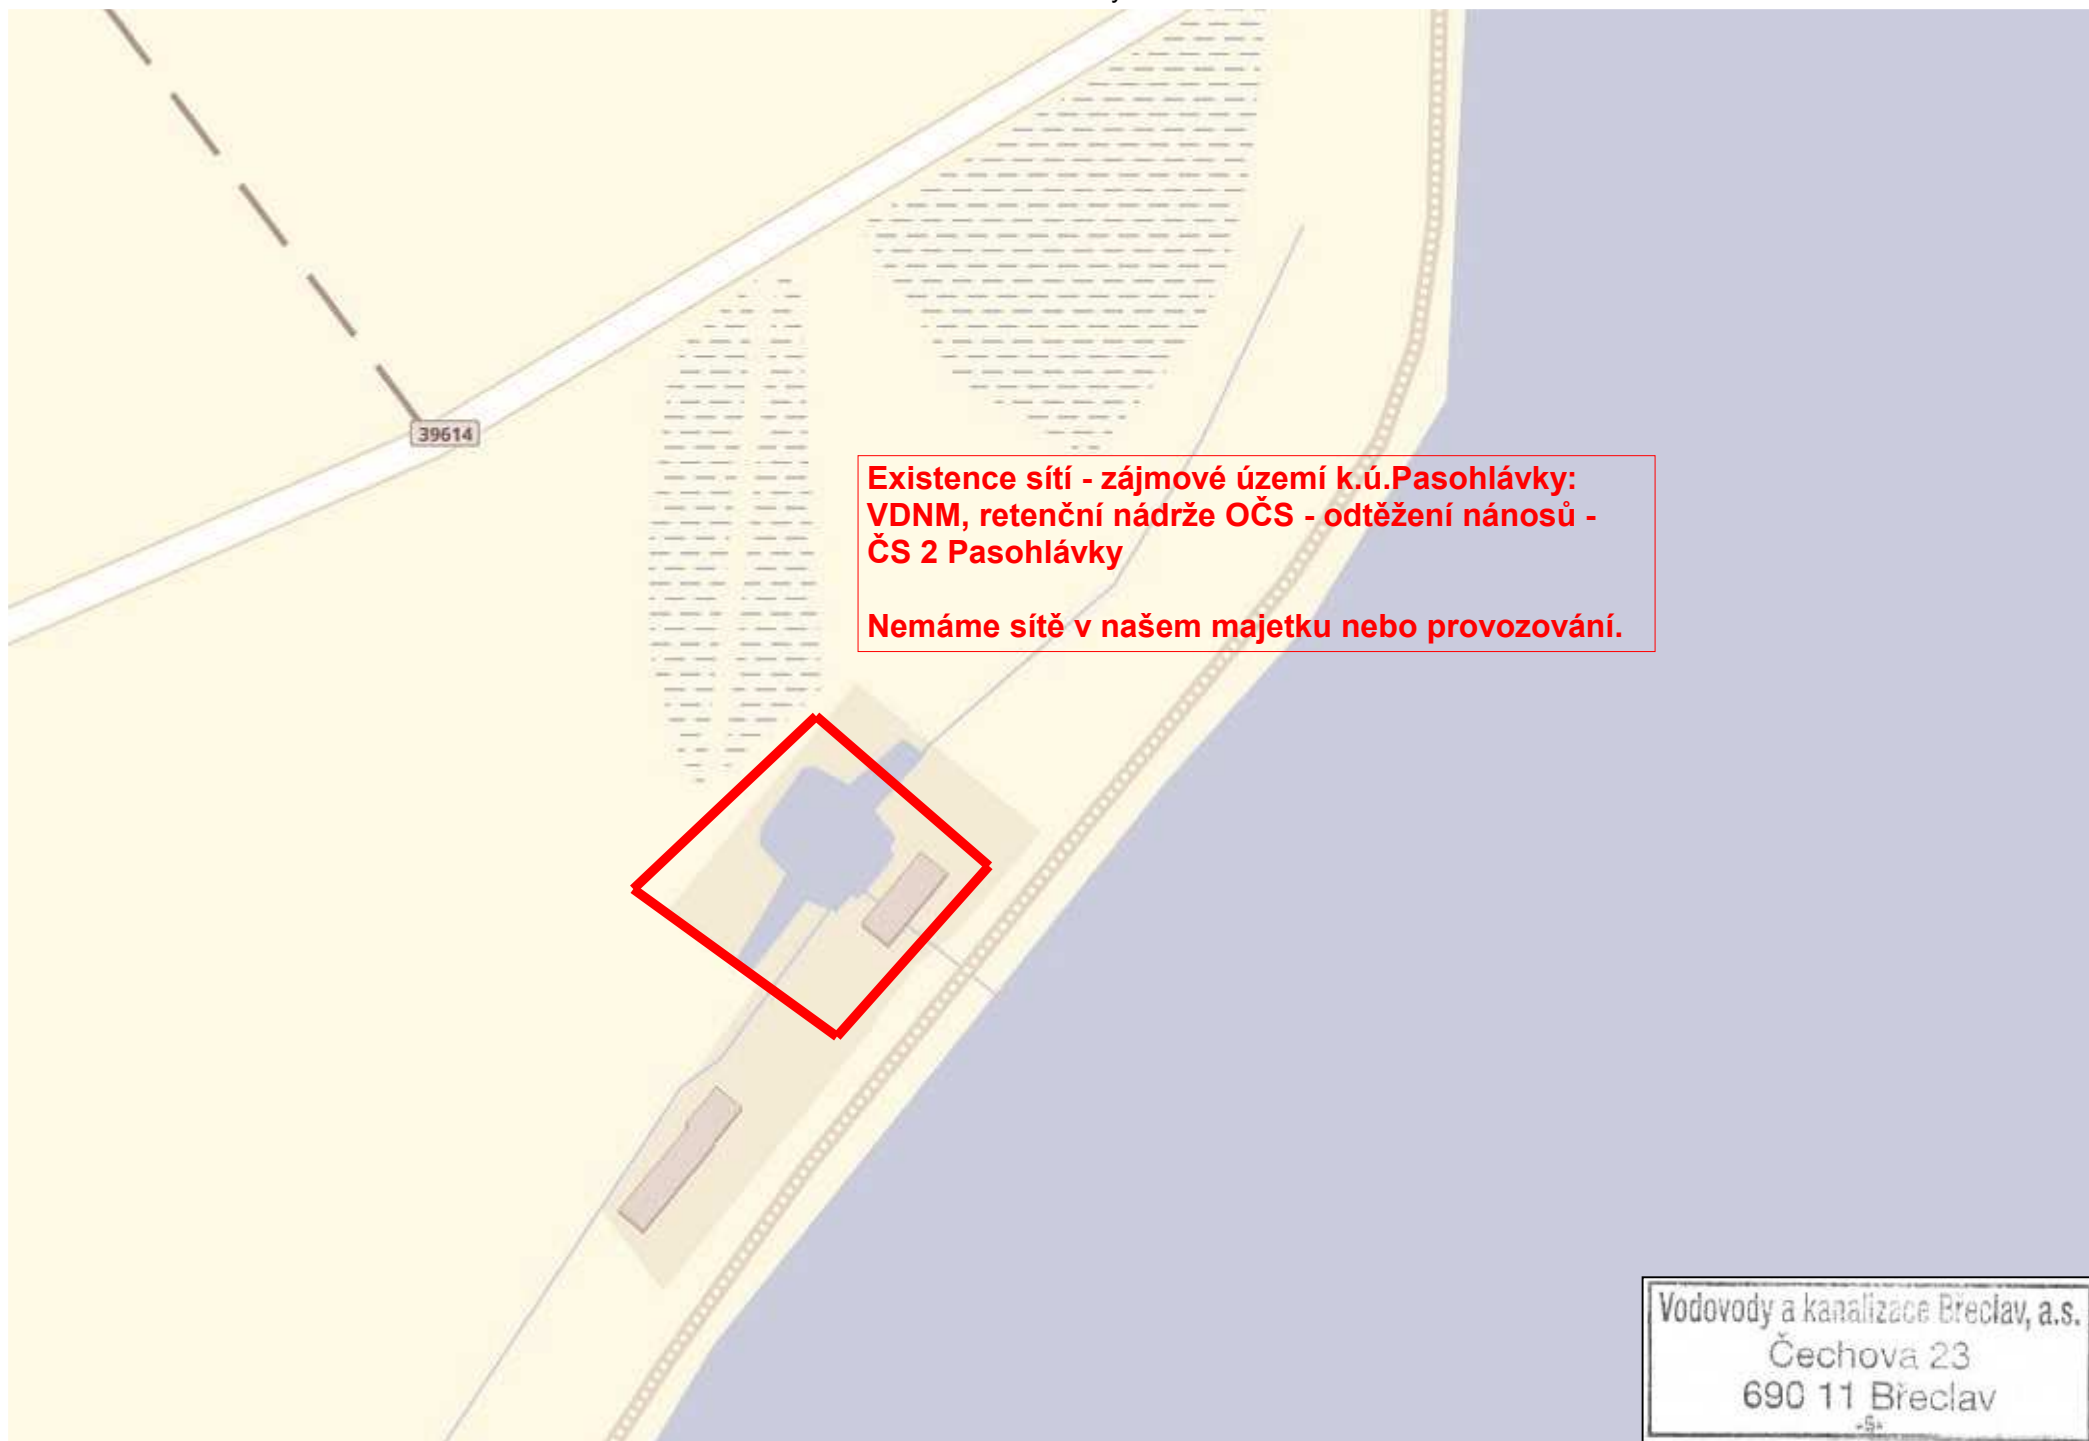 39614
Existence sítí - zájmové území k.ú.Pasohlávky:
VDNM, retenční nádrže OČS - odtěžení nánosů -
ČS 2 Pasohlávky
Nemáme sítě v našem majetku nebo provozování.
Vodovody a kanalizace Břeclav, a.s.
Čechova 23
690 11 Břeclav